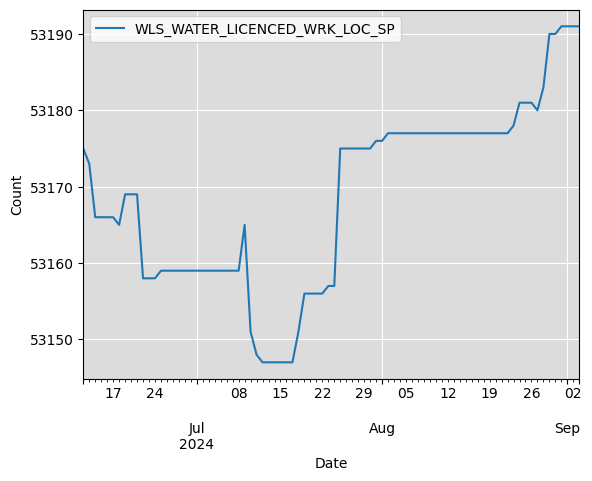 WLS_WATER_LICENCED_WRK_LOC_SP
53190
53180
53170
53160
53150
Count
17 24 08 15 22 29 05 12 19 26 02
Jul Aug Sep
2024
Date